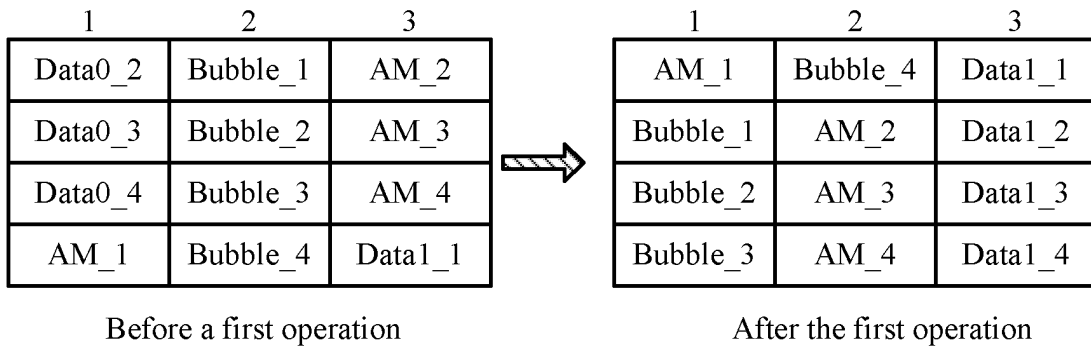 1 2 3 1 2 3
Data0_2 Bubble_1 AM_2 AM_1 Bubble_4 Data1_1
Data0_3 Bubble_2 AM_3 Bubble_1 AM_2 Data1_2
Data0_4 Bubble_3 AM_4 Bubble_2 AM_3 Data1_3
AM_1 Bubble_4 Data1_1 Bubble_3 AM_4 Data1_4
Before a first operation After the first operation